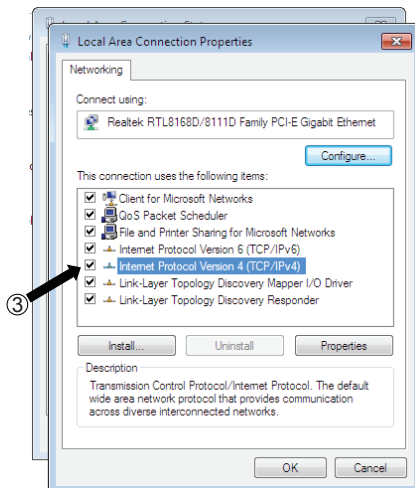 Local Area Connection Status
Local Area Connection Properties
Networking
Connect using:
Realtek RTL8168D/8111D Family PCI-E Gigabit Ethernet
Configure...
This connection uses the following items:
Client for Microsoft Networks
QoS Packet Scheduler
File and Printer Sharing for Microsoft Networks
Internet Protocol Version 6 (TCP/IPv6)
Internet Protocol Version 4 (TCP/IPv4)
Link-Layer Topology Discovery Mapper I/O Driver
Link-Layer Topology Discovery Responder
③
Install...
Uninstall
Properties
Description
Transmission Control Protocol/Internet Protocol. The default
wide area network protocol that provides communication
across diverse interconnected networks.
OK
Cancel